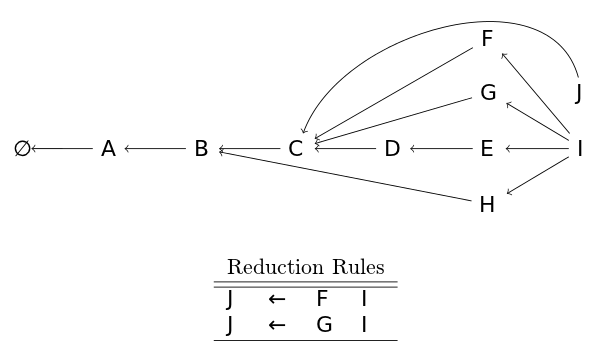 F
G J
∅ A B C D E I
H
Reduction Rules
J ← F I
J ← G I